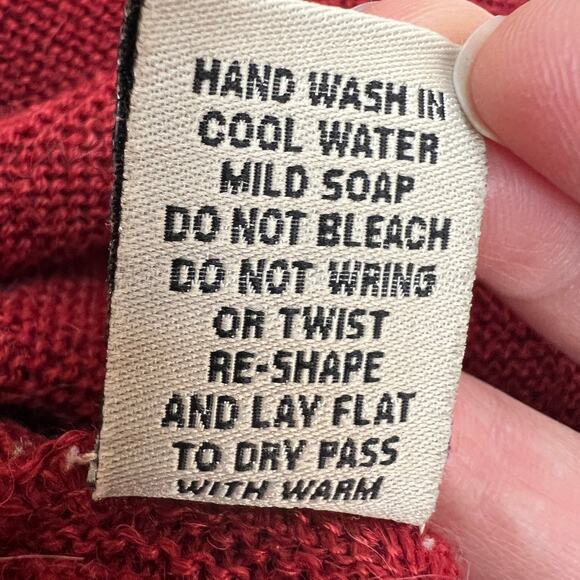 HAND WASH IN
COOL WATER
MILD SOAP
DO NOT BLEACH
DO NOT WRING
OR TWIST
RE-SHAPE
AND LAY FLAT
TO DRY PASS
WITH WARM